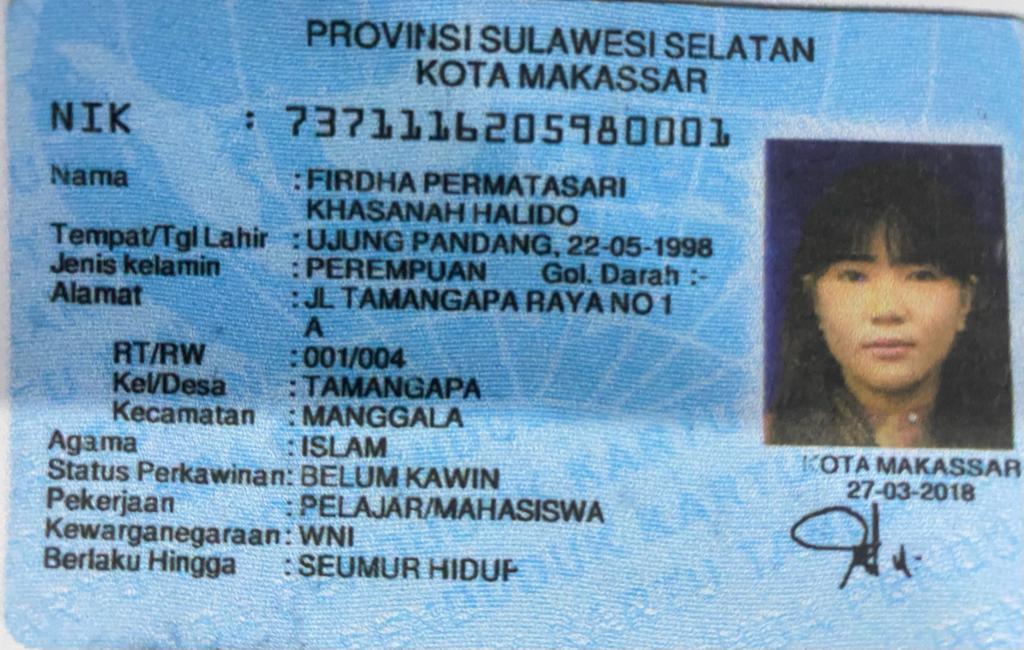 PROVINSI SULAWESI SELATAN
KOTA MAKASSAR
NIK : 7371116205980001
Nama : FIRDHA PERMATASARI
KHASANAH HALIDO
Tempat/Tgl Lahir : UJUNG PANDANG, 22-05-1998
Jenis kelamin : PEREMPUAN Gol. Darah :-
Alamat : JL TAMANGAPA RAYA NO 1
A
RT/RW : 001/004
Kel/Desa : TAMANGAPA
Kecamatan : MANGGALA
Agama : ISLAM
Status Perkawinan: BELUM KAWIN
Pekerjaan : PELAJAR/MAHASISWA
Kewarganegaraan: WNI
Berlaku Hingga : SEUMUR HIDUP
KOTA MAKASSAR
27-03-2018